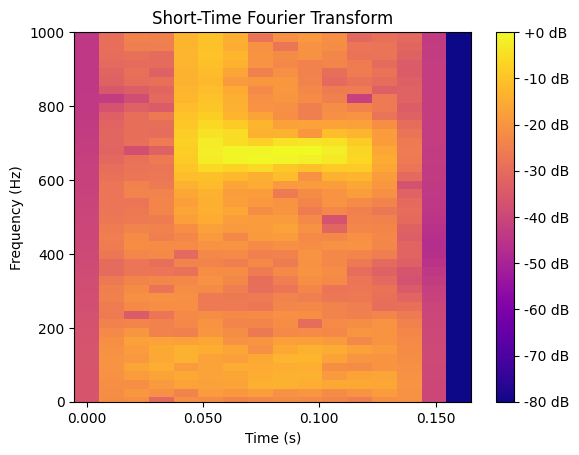 Short-Time Fourier Transform
1000
800
600
400
200
0
Frequency (Hz)
0.000
0.050
0.100
0.150
Time (s)
+0 dB
-10 dB
-20 dB
-30 dB
-40 dB
-50 dB
-60 dB
-70 dB
-80 dB